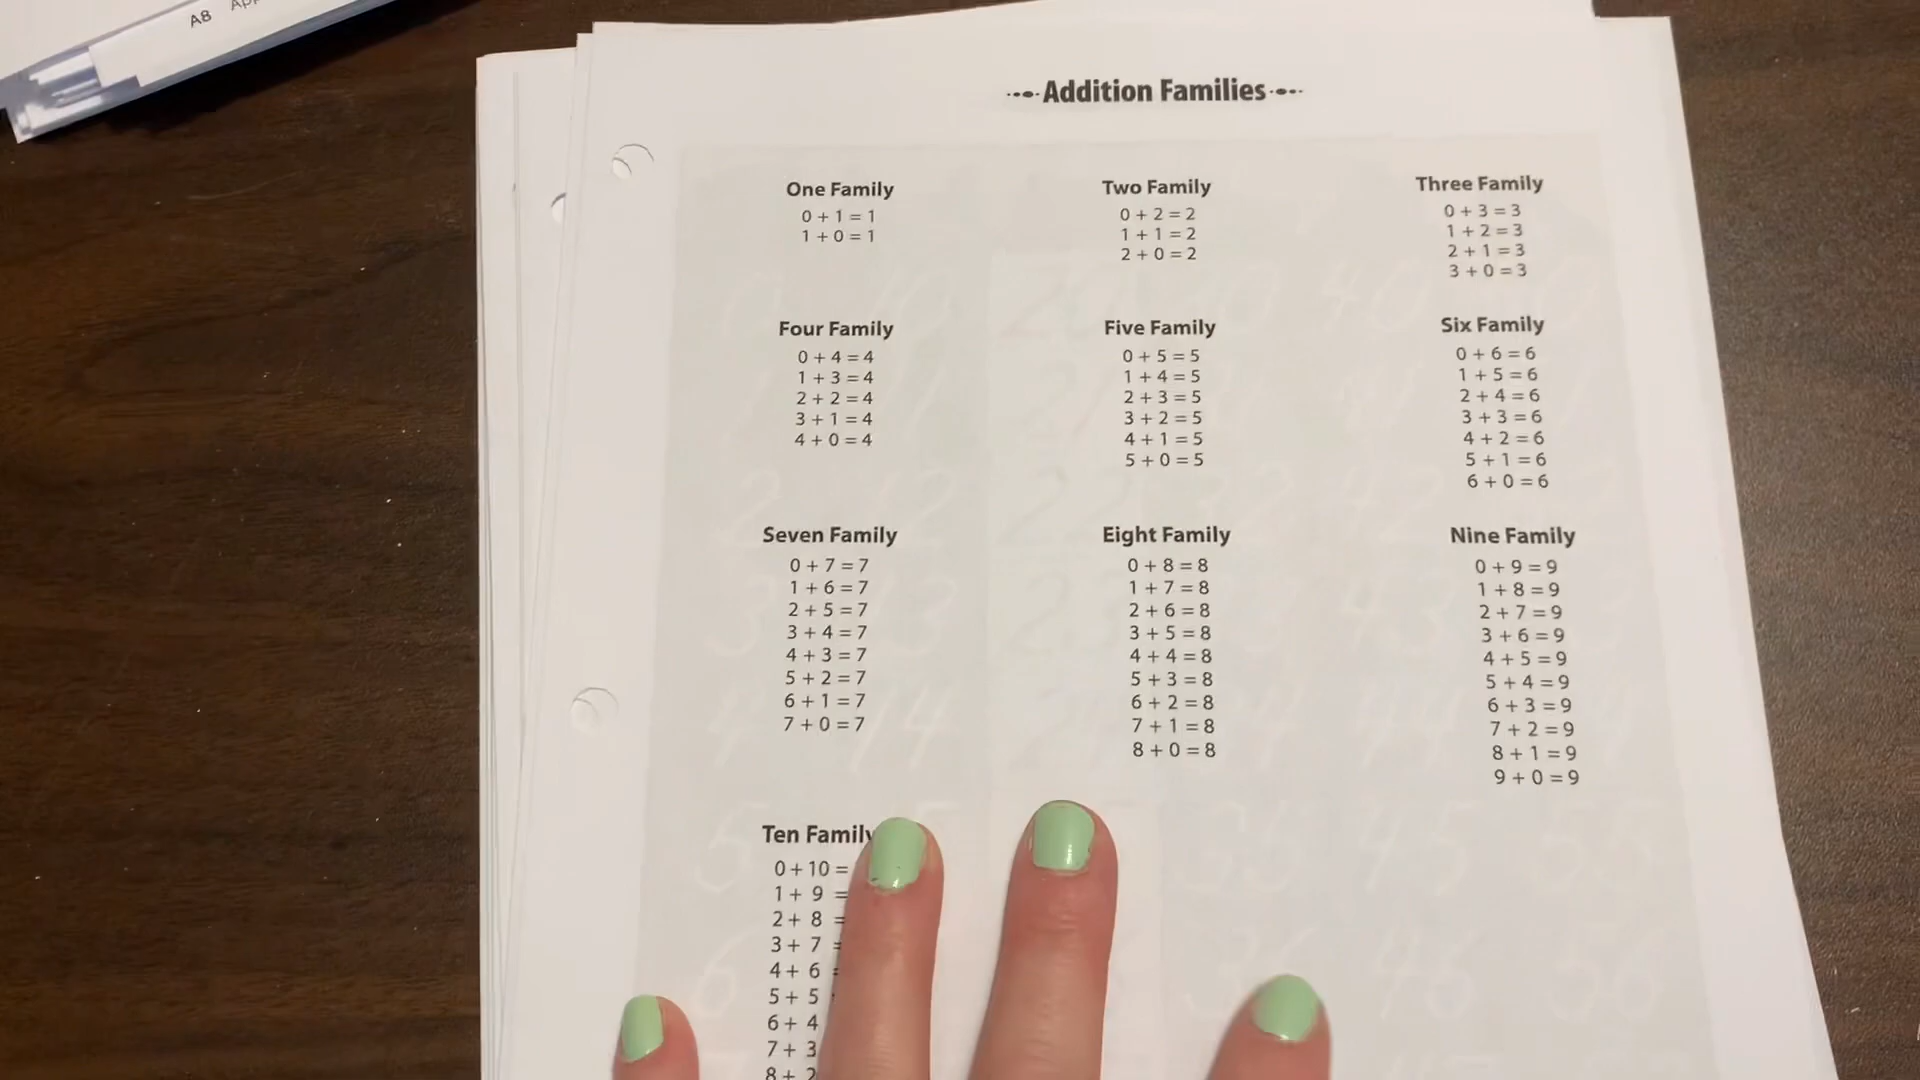 A8
Addition Families
One Family
0 + 1 = 1
1 + 0 = 1
Two Family
0 + 2 = 2
1 + 1 = 2
2 + 0 = 2
Three Family
0 + 3 = 3
1 + 2 = 3
2 + 1 = 3
3 + 0 = 3
Four Family
0 + 4 = 4
1 + 3 = 4
2 + 2 = 4
3 + 1 = 4
4 + 0 = 4
Five Family
0 + 5 = 5
1 + 4 = 5
2 + 3 = 5
3 + 2 = 5
4 + 1 = 5
5 + 0 = 5
Six Family
0 + 6 = 6
1 + 5 = 6
2 + 4 = 6
3 + 3 = 6
4 + 2 = 6
5 + 1 = 6
6 + 0 = 6
Seven Family
0 + 7 = 7
1 + 6 = 7
2 + 5 = 7
3 + 4 = 7
4 + 3 = 7
5 + 2 = 7
6 + 1 = 7
7 + 0 = 7
Eight Family
0 + 8 = 8
1 + 7 = 8
2 + 6 = 8
3 + 5 = 8
4 + 4 = 8
5 + 3 = 8
6 + 2 = 8
7 + 1 = 8
8 + 0 = 8
Nine Family
0 + 9 = 9
1 + 8 = 9
2 + 7 = 9
3 + 6 = 9
4 + 5 = 9
5 + 4 = 9
6 + 3 = 9
7 + 2 = 9
8 + 1 = 9
9 + 0 = 9
Ten Family
0 + 10 =
1 + 9 =
2 + 8 =
3 + 7 =
4 + 6 =
5 + 5
6 + 4
7 + 3
8 + 2